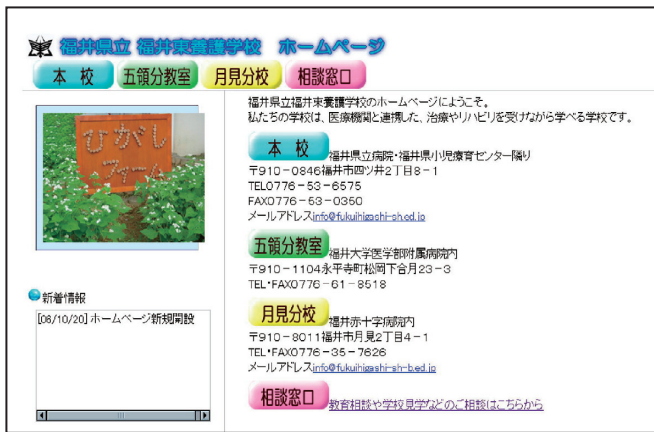 福井県立 福井東養護学校 ホームページ
本 校 五領分教室 月見分校 相談窓口
ひがし
ファーム
新着情報
[06/10/20]ホームページ新規開設
福井県立福井東養護学校のホームページにようこそ。
私たちの学校は、医療機関と連携した、治療やリハビリを受けながら学べる学校です。
本 校 福井県立病院・福井県小児療育センター隣り
〒910-0846福井市四ツ井2丁目8-1
TEL0776-53-6575
FAX0776-53-0350
メールアドレスinfo@fukuihigashi-sh.ed.jp
五領分教室 福井大学医学部附属病院内
〒910-1104永平寺町松岡下合月23-3
TEL・FAX0776-61-8518
月見分校 福井赤十字病院内
〒910-8011福井市月見2丁目4-1
TEL・FAX0776-35-7626
メールアドレスinfo@fukuihigashi-sh-b.ed.jp
相談窓口 教育相談や学校見学などのご相談はこちらから